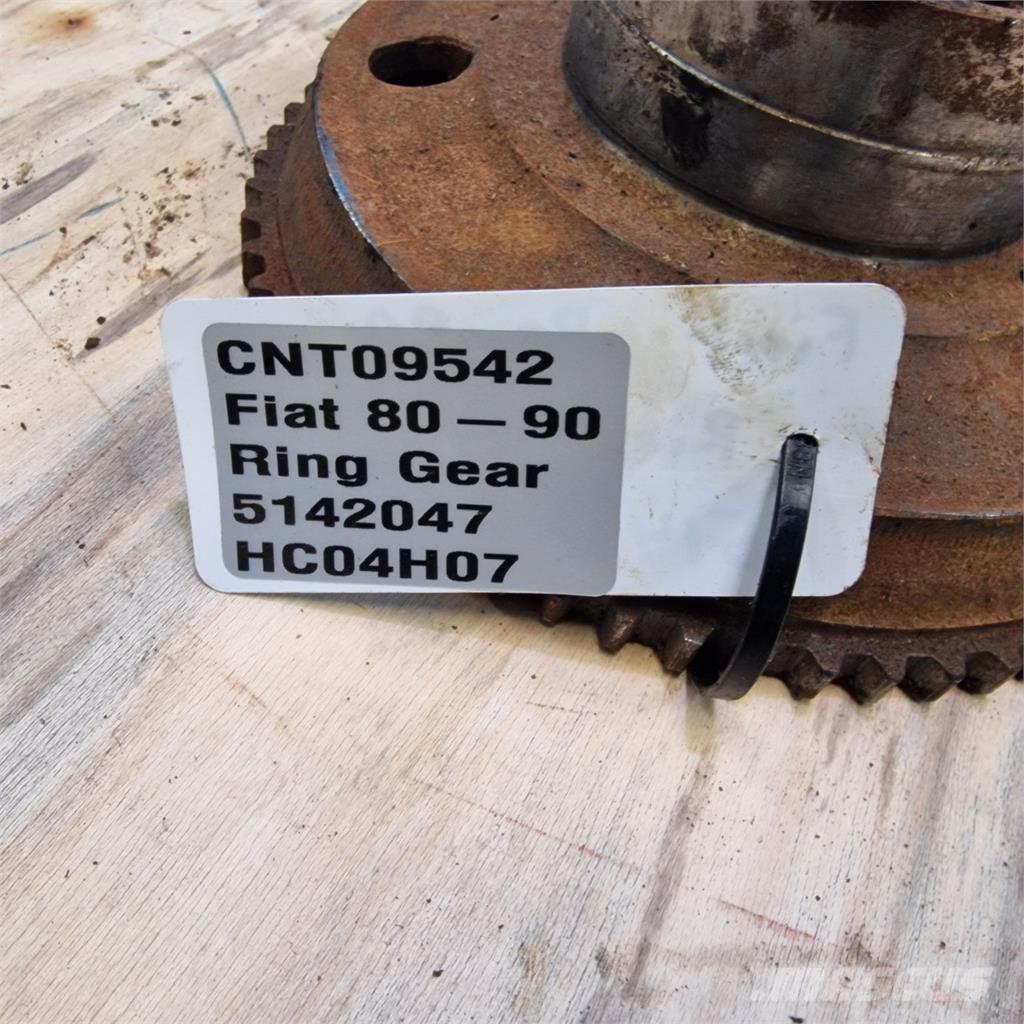 CNT09542
Fiat 80 — 90
Ring Gear
5142047
HC04H07